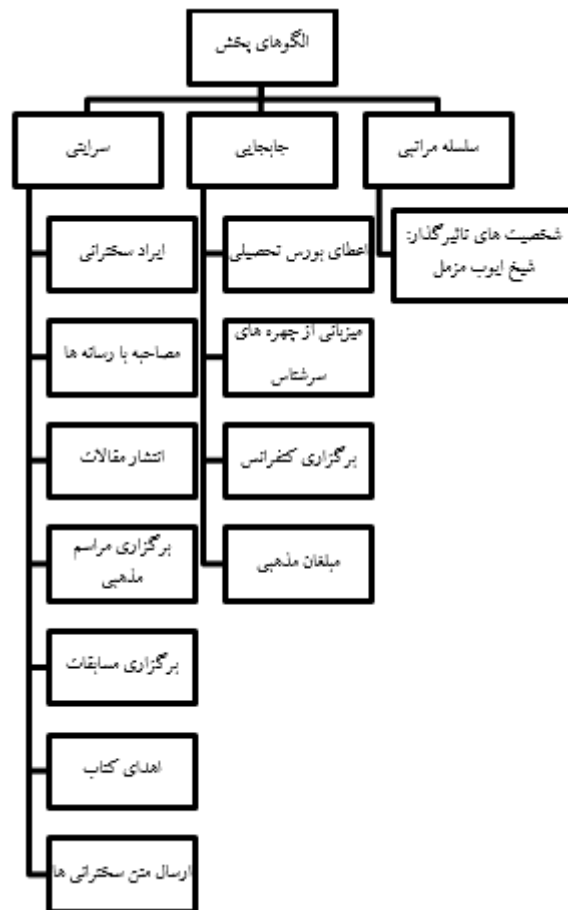 الگوهای پخش
سلسله مراتبی
جابجایی
سرایتی
شخصیت های تاثیرگذار:
شیخ ایوب مزمل
اعطای بورس تحصیلی
میزبانی از چهره های
سرشناس
برگزاری کنفرانس
مبلغان مذهبی
ایراد سخنرانی
مصاحبه با رسانه ها
انتشار مقالات
برگزاری مراسم
مذهبی
برگزاری مسابقات
اهدای کتاب
ارسال متن سخنرانی ها